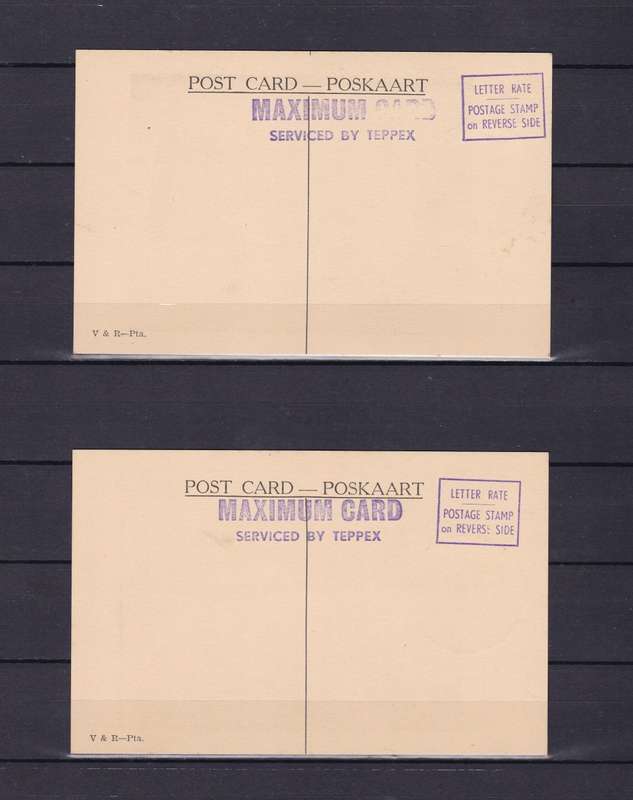 POST CARD — POSKAART
MAXIMUM CARD
SERVICED BY TEPPEX
LETTER RATE
POSTAGE STAMP
on REVERSE SIDE
V & R—Pta.
POST CARD — POSKAART
MAXIMUM CARD
SERVICED BY TEPPEX
LETTER RATE
POSTAGE STAMP
on REVERSE SIDE
V & R—Pta.